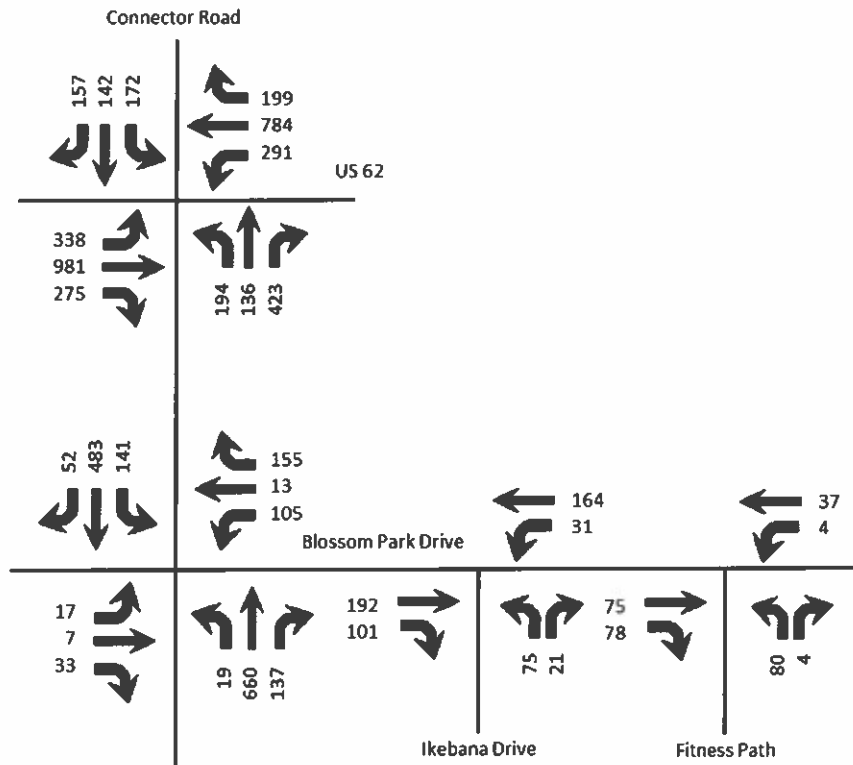 Connector Road
157 142 172
199
784
291
US 62
338
981
275
194 136 423
52 483 141
155
13
105
164
31
37
4
Blossom Park Drive
17
7
33
19 660 137
192
101
75 21
75
78
80 4
Ikebana Drive
Fitness Path